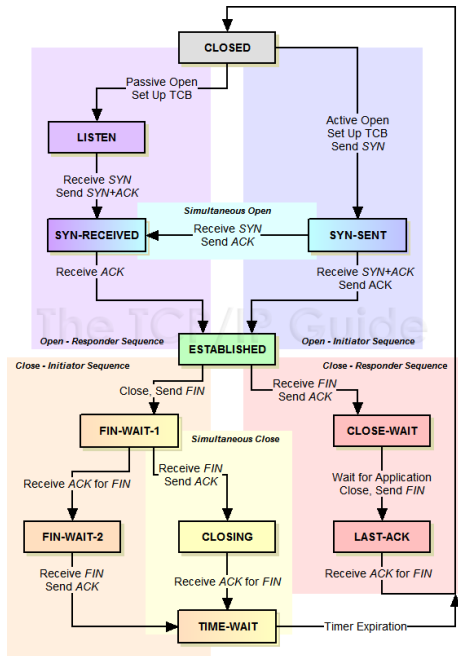 CLOSED
Passive Open
Set Up TCB
Active Open
Set Up TCB
Send SYN
LISTEN
Receive SYN
Send SYN+ACK
Simultaneous Open
SYN-RECEIVED
Receive SYN
Send ACK
SYN-SENT
Receive ACK
Receive SYN+ACK
Send ACK
The TCP/IP Guide
Open - Responder Sequence
ESTABLISHED
Open - Initiator Sequence
Close - Initiator Sequence
Close - Responder Sequence
Close, Send FIN
Receive FIN
Send ACK
FIN-WAIT-1
Simultaneous Close
CLOSE-WAIT
Receive ACK for FIN
Receive FIN
Send ACK
Wait for Application
Close, Send FIN
FIN-WAIT-2
CLOSING
LAST-ACK
Receive FIN
Send ACK
Receive ACK for FIN
Receive ACK for FIN
TIME-WAIT
Timer Expiration